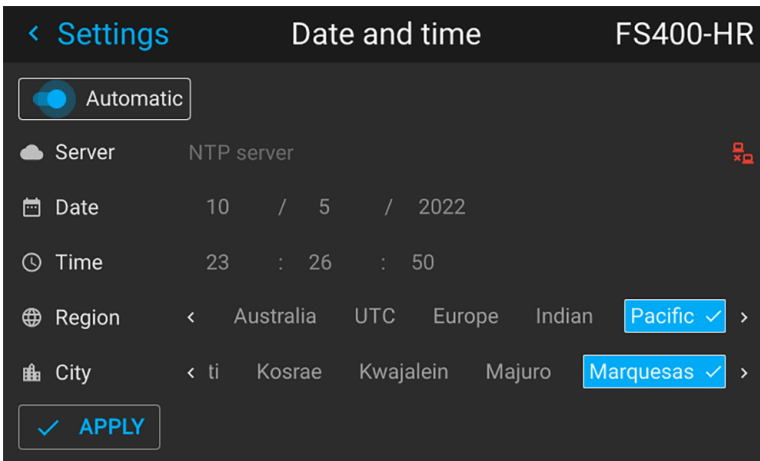 Settings Date and time FS400-HR
Automatic
Server NTP server
Date 10 / 5 / 2022
Time 23 : 26 : 50
Region Australia UTC Europe Indian Pacific
City ti Kosrae Kwajalein Majuro Marquesas
APPLY